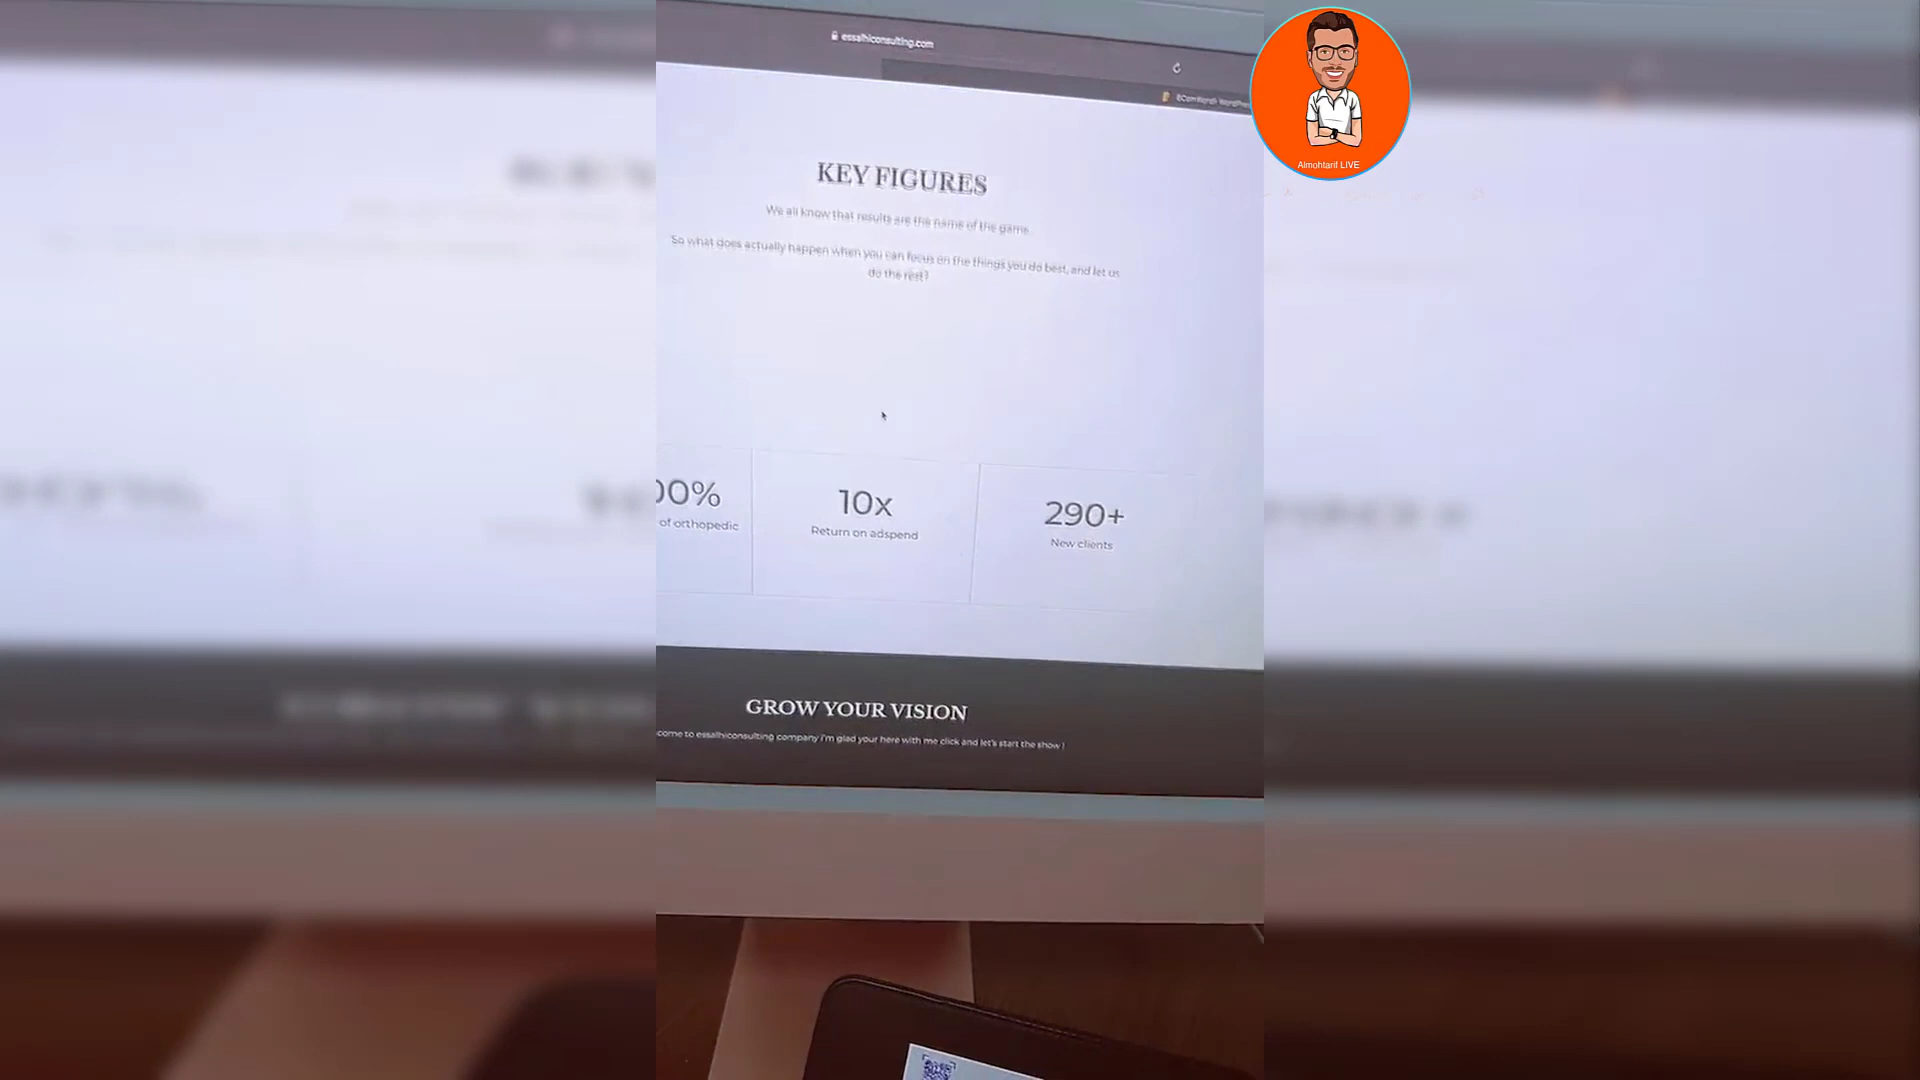 essalhiconsulting.com
KEY FIGURES
We all know that results are the name of the game.
So what does actually happen when you can focus on the things you do best, and let us
do the rest?
00%
of orthopedic
10x
Return on adspend
290+
New clients
GROW YOUR VISION
come to essalhiconsulting company i'm glad your here with me click and let's start the show !
Almohtarif LIVE